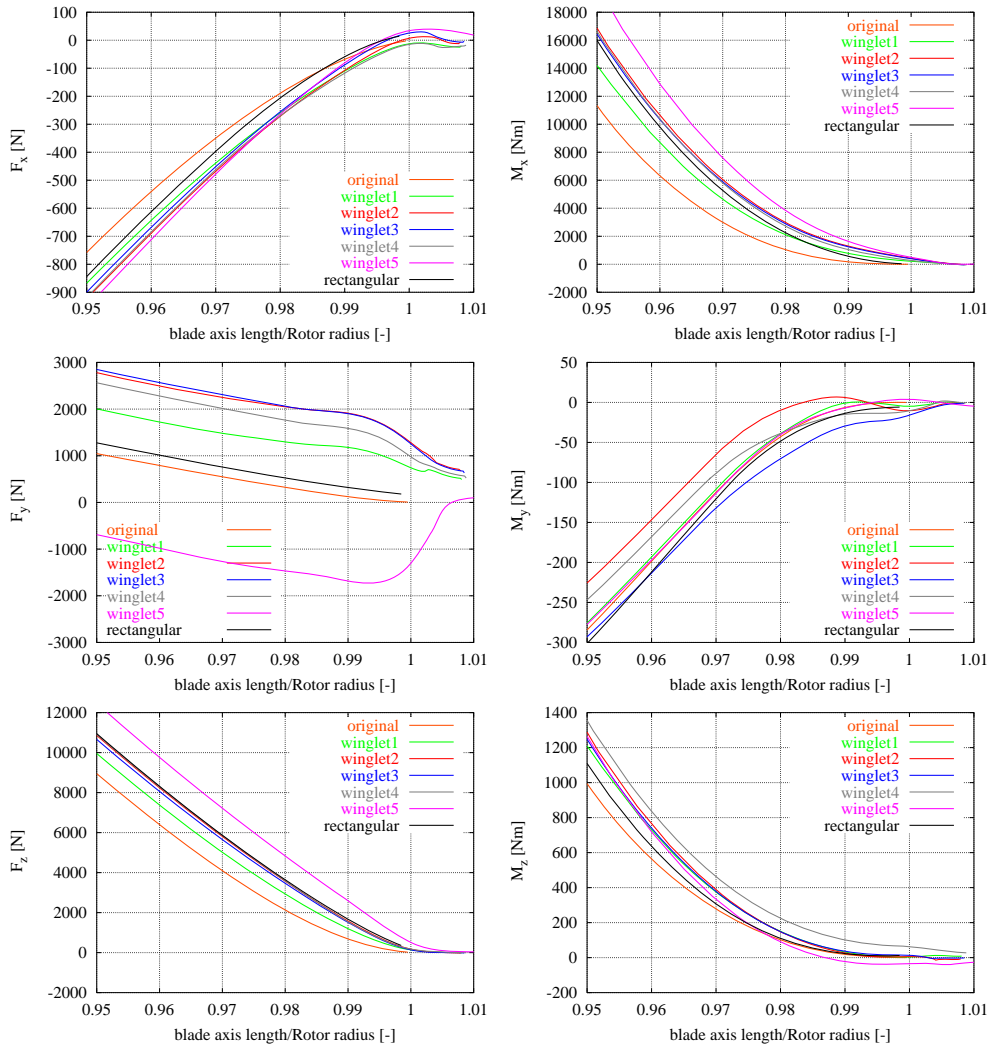 100
0
-100
-200
-300
-400
-500
-600
-700
-800
-900
0.95
0.96
0.97
0.98
0.99
1
1.01
F_x [N]
blade axis length/Rotor radius [-]
original
winglet1
winglet2
winglet3
winglet4
winglet5
rectangular
18000
16000
14000
12000
10000
8000
6000
4000
2000
0
-2000
0.95
0.96
0.97
0.98
0.99
1
1.01
M_x [Nm]
blade axis length/Rotor radius [-]
original
winglet1
winglet2
winglet3
winglet4
winglet5
rectangular
3000
2000
1000
0
-1000
-2000
-3000
0.95
0.96
0.97
0.98
0.99
1
1.01
F_y [N]
blade axis length/Rotor radius [-]
original
winglet1
winglet2
winglet3
winglet4
winglet5
rectangular
50
0
-50
-100
-150
-200
-250
-300
0.95
0.96
0.97
0.98
0.99
1
1.01
M_y [Nm]
blade axis length/Rotor radius [-]
original
winglet1
winglet2
winglet3
winglet4
winglet5
rectangular
12000
10000
8000
6000
4000
2000
0
-2000
0.95
0.96
0.97
0.98
0.99
1
1.01
F_z [N]
blade axis length/Rotor radius [-]
original
winglet1
winglet2
winglet3
winglet4
winglet5
rectangular
1400
1200
1000
800
600
400
200
0
-200
0.95
0.96
0.97
0.98
0.99
1
1.01
M_z [Nm]
blade axis length/Rotor radius [-]
original
winglet1
winglet2
winglet3
winglet4
winglet5
rectangular